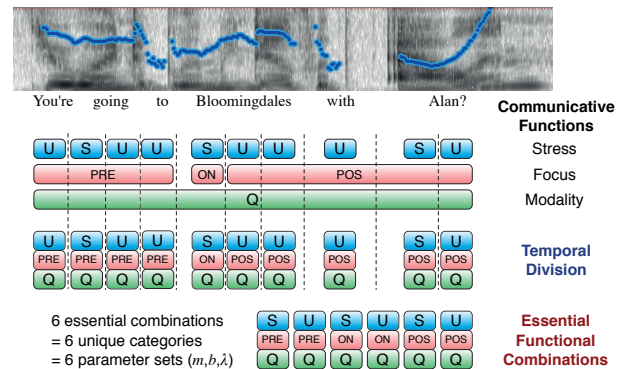 You're going to Bloomingdales with Alan?
Communicative
Functions
U S U U S U U U S U Stress
PRE ON POS Focus
Q Modality
U S U U S U U U S U
PRE PRE PRE PRE ON POS POS POS POS POS
Q Q Q Q Q Q Q Q Q Q
Temporal
Division
6 essential combinations
= 6 unique categories
= 6 parameter sets (m,b,λ)
S U S U S U
PRE PRE ON ON POS POS
Q Q Q Q Q Q
Essential
Functional
Combinations